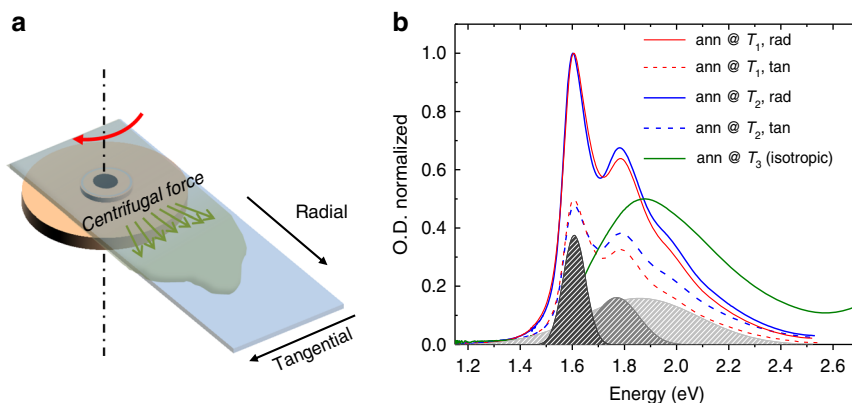 a
Centrifugal force
Radial
Tangential
b
ann @ T1, rad
ann @ T1, tan
ann @ T2, rad
ann @ T2, tan
ann @ T3 (isotropic)
O.D. normalized
1.0
0.8
0.6
0.4
0.2
0.0
1.2 1.4 1.6 1.8 2.0 2.2 2.4 2.6
Energy (eV)